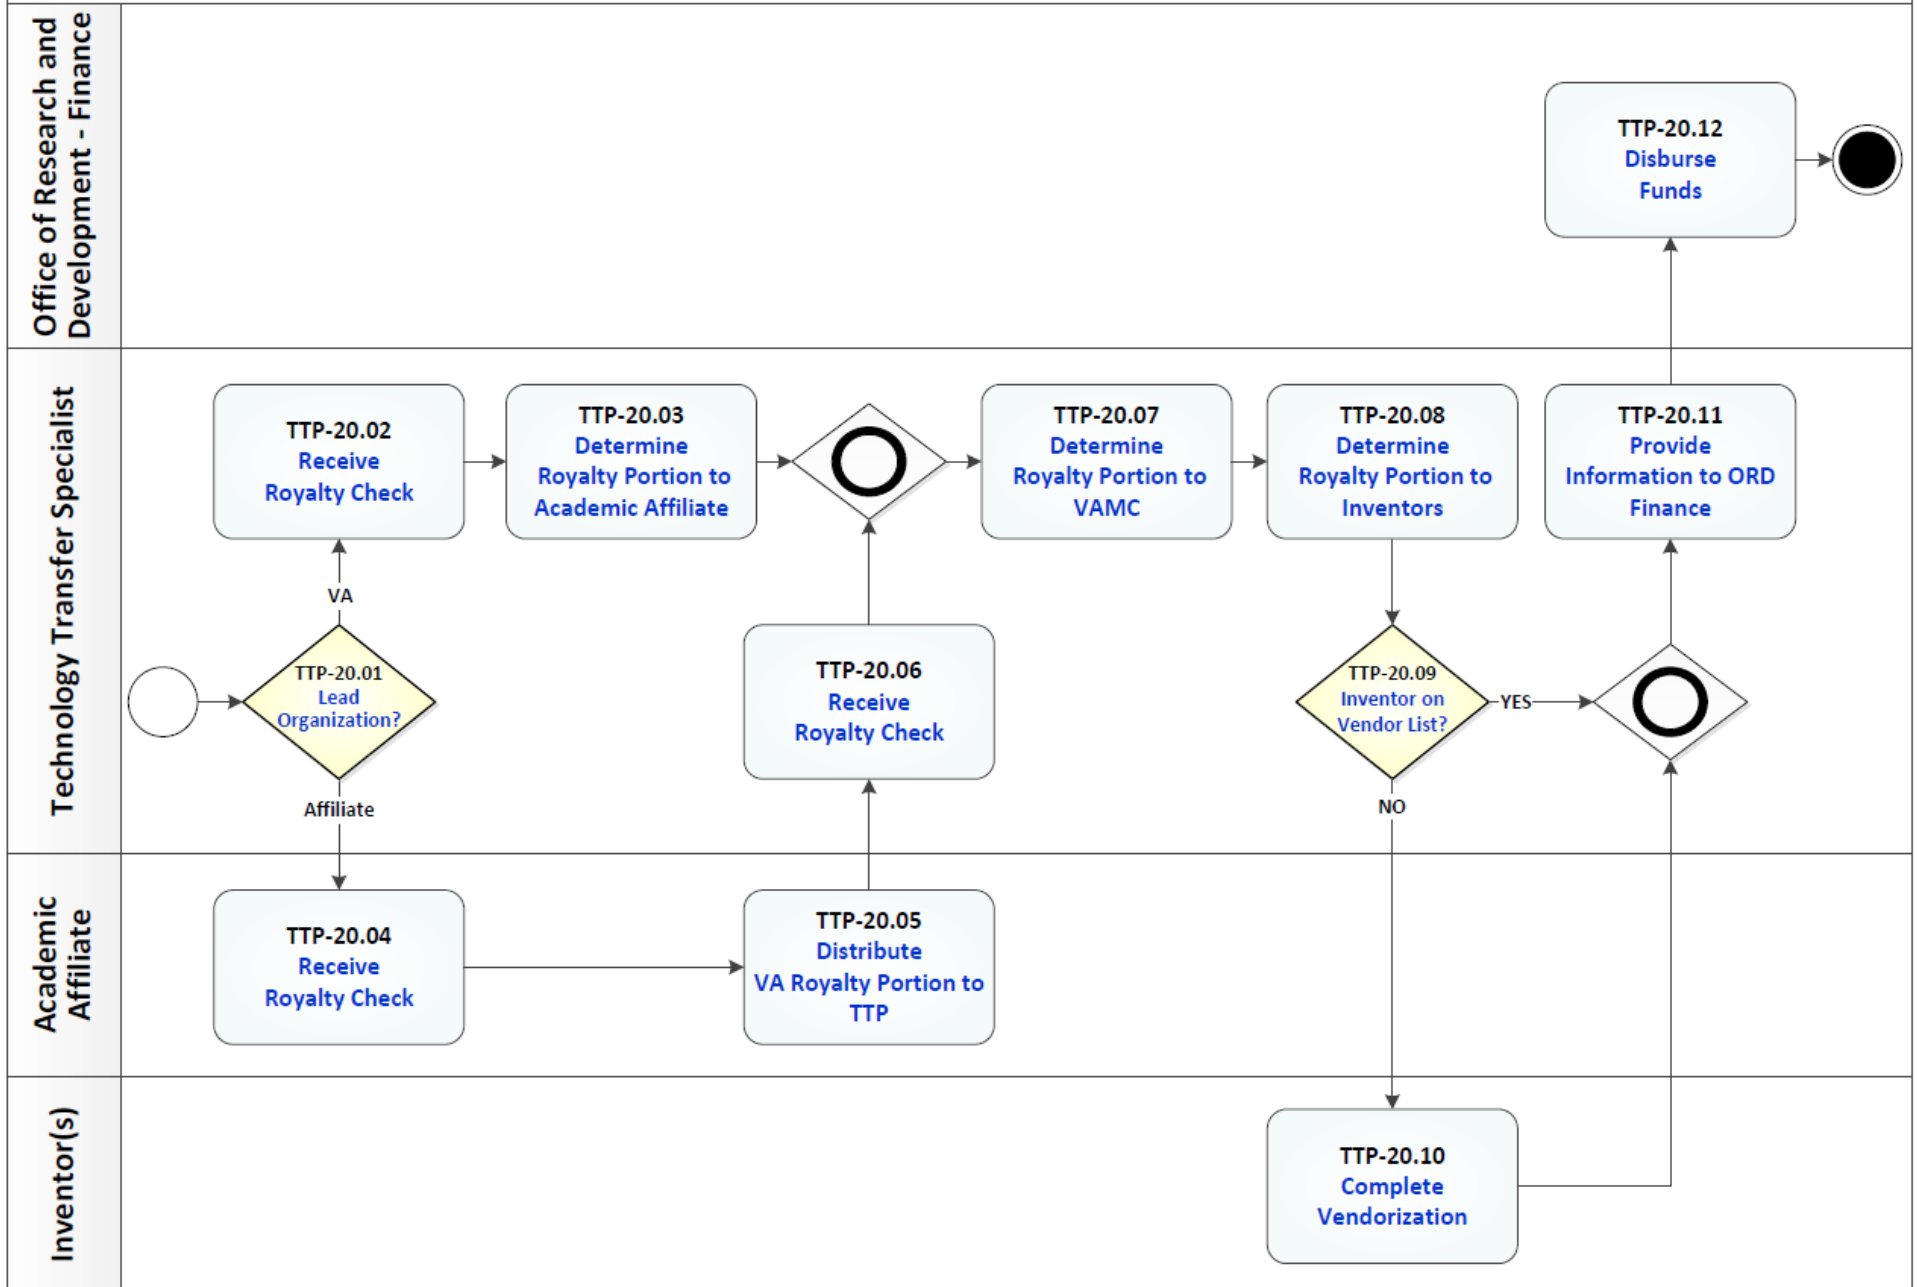 Office of Research and
Development - Finance
TTP-20.12
Disburse
Funds
Technology Transfer Specialist
TTP-20.02
Receive
Royalty Check
TTP-20.03
Determine
Royalty Portion to
Academic Affiliate
TTP-20.07
Determine
Royalty Portion to
VAMC
TTP-20.08
Determine
Royalty Portion to
Inventors
TTP-20.11
Provide
Information to ORD
Finance
VA
TTP-20.01
Lead
Organization?
Affiliate
TTP-20.06
Receive
Royalty Check
TTP-20.09
Inventor on
Vendor List?
YES
NO
Academic
Affiliate
TTP-20.04
Receive
Royalty Check
TTP-20.05
Distribute
VA Royalty Portion to
TTP
Inventor(s)
TTP-20.10
Complete
Vendorization